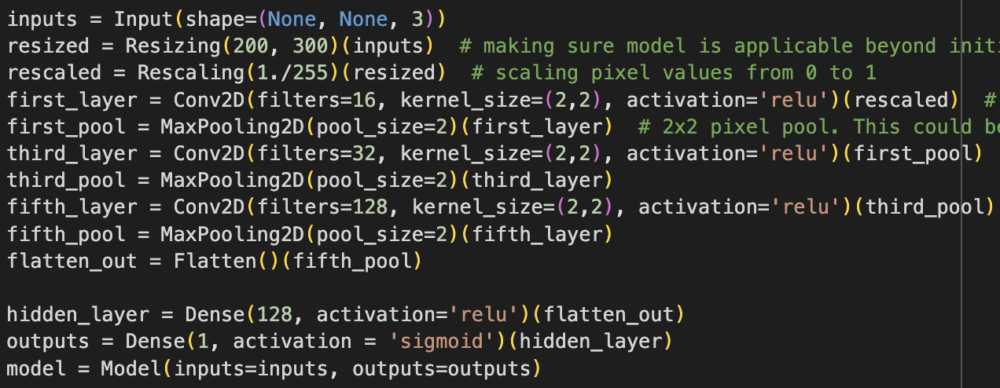 inputs = Input(shape=(None, None, 3))
resized = Resizing(200, 300)(inputs)  # making sure model is applicable beyond
rescaled = Rescaling(1./255)(resized)  # scaling pixel values from 0 to 1
first_layer = Conv2D(filters=16, kernel_size=(2,2), activation='relu')(rescaled)  #
first_pool = MaxPooling2D(pool_size=2)(first_layer)  # 2x2 pixel pool. This could be
third_layer = Conv2D(filters=32, kernel_size=(2,2), activation='relu')(first_pool)
third_pool = MaxPooling2D(pool_size=2)(third_layer)
fifth_layer = Conv2D(filters=128, kernel_size=(2,2), activation='relu')(third_pool)
fifth_pool = MaxPooling2D(pool_size=2)(fifth_layer)
flatten_out = Flatten()(fifth_pool)
hidden_layer = Dense(128, activation='relu')(flatten_out)
outputs = Dense(1, activation = 'sigmoid')(hidden_layer)
model = Model(inputs=inputs, outputs=outputs)